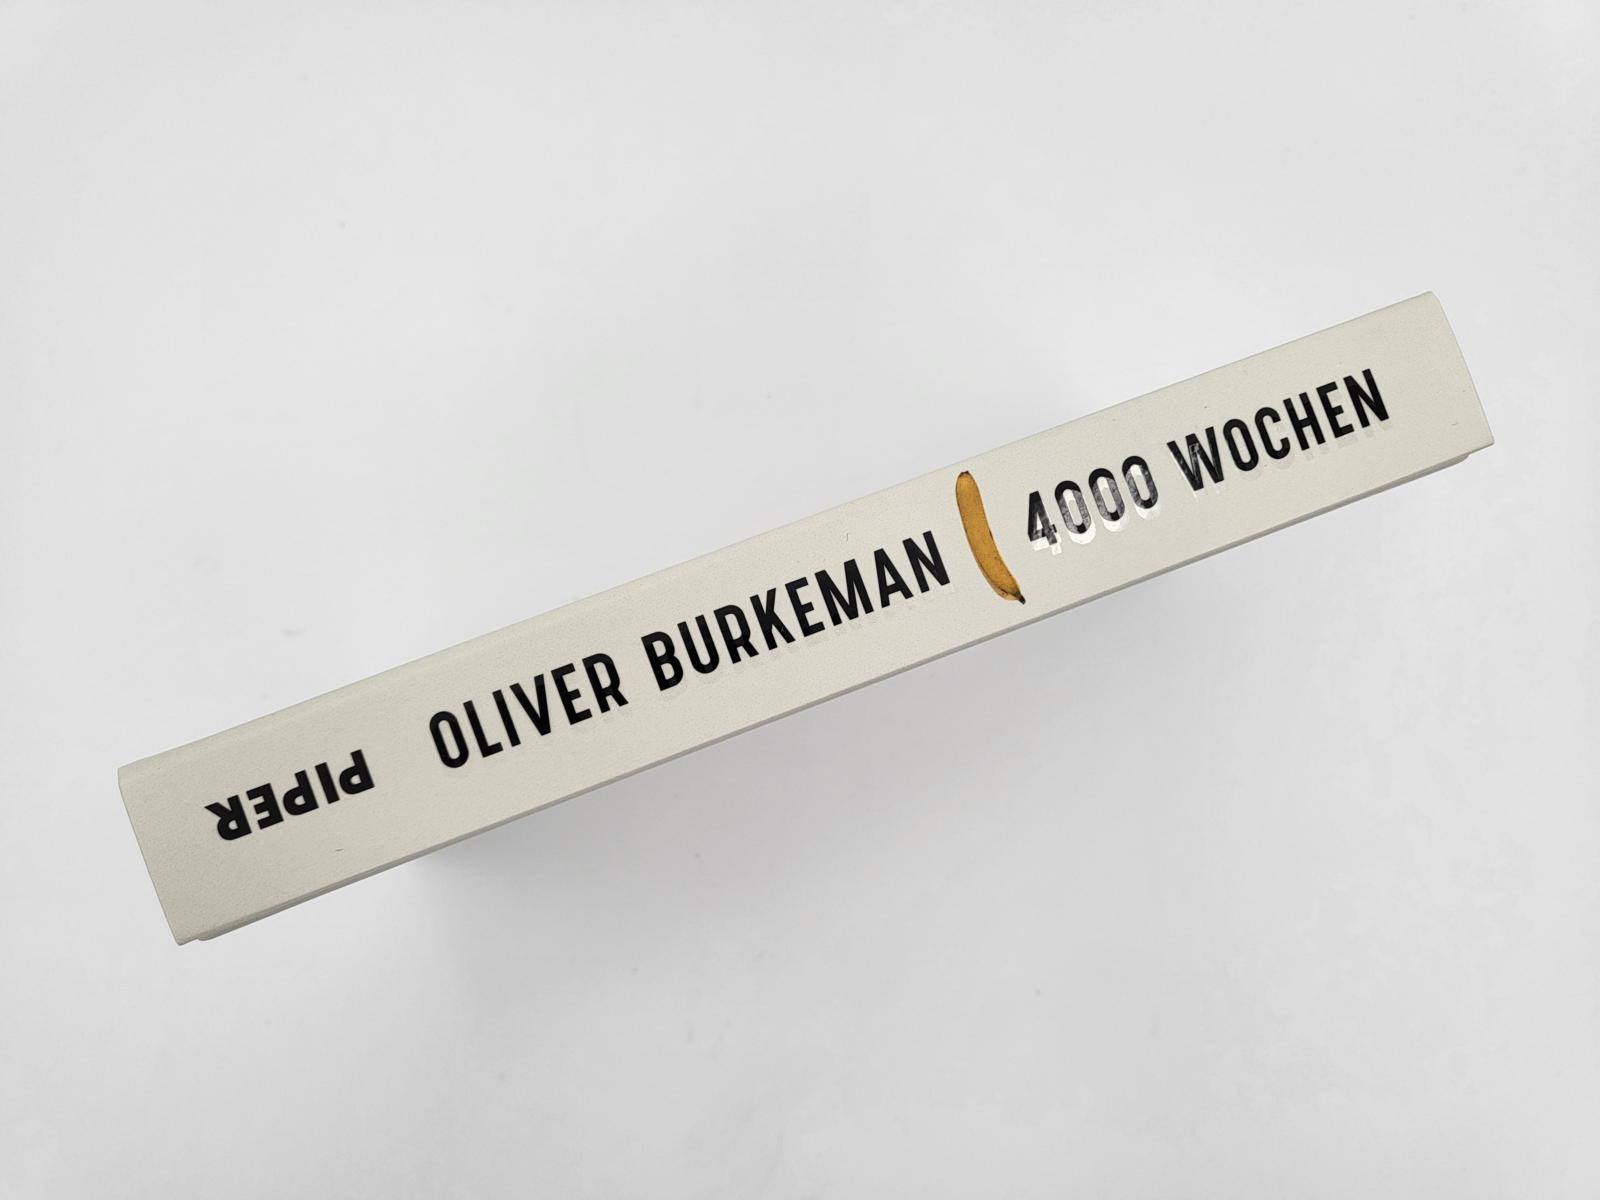 PIPER
OLIVER BURKEMAN
4000 WOCHEN